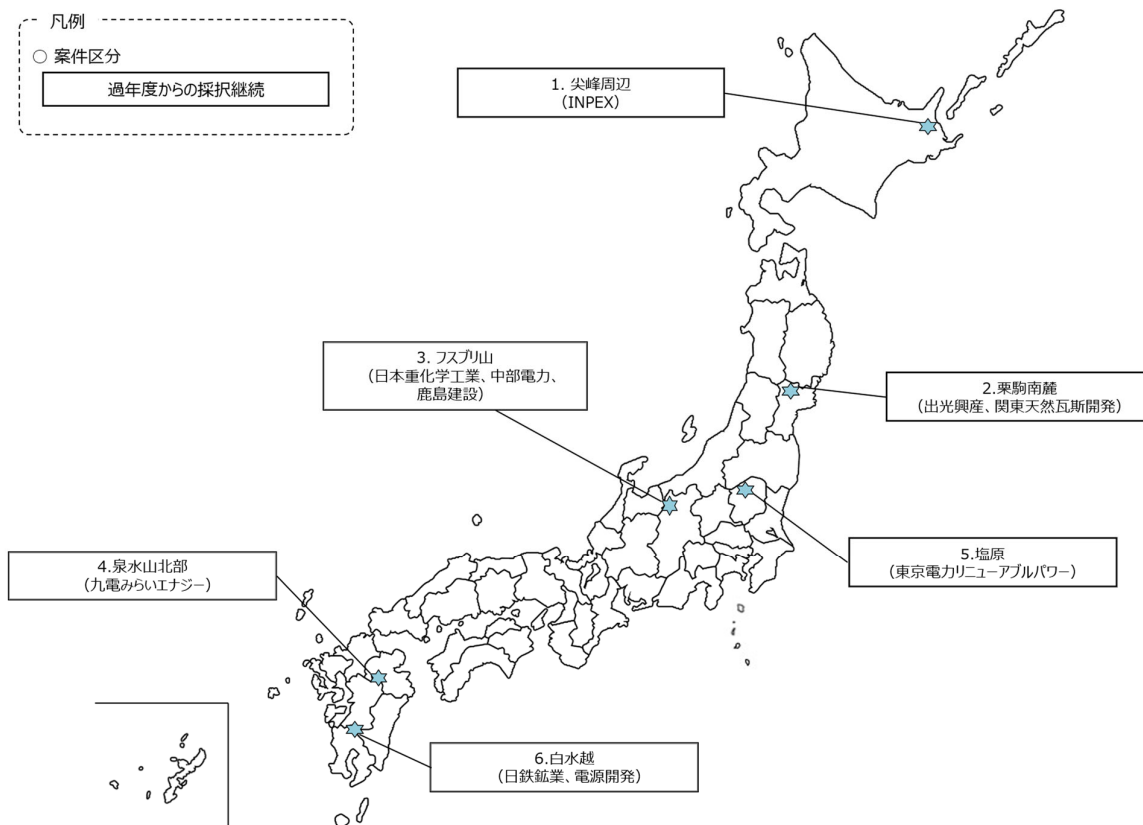 凡例
○ 案件区分
過年度からの採択継続
1. 尖峰周辺
（INPEX）
3. フスブリ山
（日本重化学工業、中部電力、
鹿島建設）
2.栗駒南麓
（出光興産、関東天然瓦斯開発）
4.泉水山北部
（九電みらいエナジー）
5.塩原
（東京電力リニューアブルパワー）
6.白水越
（日鉄鉱業、電源開発）